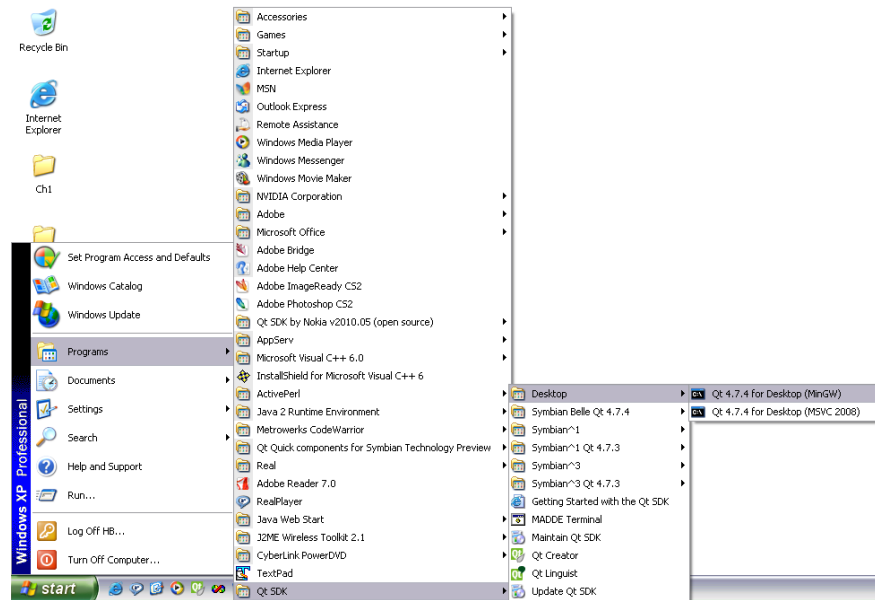 Recycle Bin
Internet
Explorer
Ch1
Set Program Access and Defaults
Windows Catalog
Windows Update
Programs
Documents
Settings
Search
Help and Support
Run...
Log Off HB...
Turn Off Computer...
Windows XP Professional
start
Accessories
Games
Startup
Internet Explorer
MSN
Outlook Express
Remote Assistance
Windows Media Player
Windows Messenger
Windows Movie Maker
NVIDIA Corporation
Adobe
Microsoft Office
Adobe Bridge
Adobe Help Center
Adobe ImageReady CS2
Adobe Photoshop CS2
Qt SDK by Nokia v2010.05 (open source)
AppServ
Microsoft Visual C++ 6.0
InstallShield for Microsoft Visual C++ 6
ActivePerl
Java 2 Runtime Environment
Metrowerks CodeWarrior
Qt Quick components for Symbian Technology Preview
Real
Adobe Reader 7.0
RealPlayer
Java Web Start
J2ME Wireless Toolkit 2.1
CyberLink PowerDVD
TextPad
Qt SDK
Desktop
Symbian Belle Qt 4.7.4
Symbian^1
Symbian^1 Qt 4.7.3
Symbian^3
Symbian^3 Qt 4.7.3
Getting Started with the Qt SDK
MADDE Terminal
Maintain Qt SDK
Qt Creator
Qt Linguist
Update Qt SDK
Qt 4.7.4 for Desktop (MinGW)
Qt 4.7.4 for Desktop (MSVC 2008)